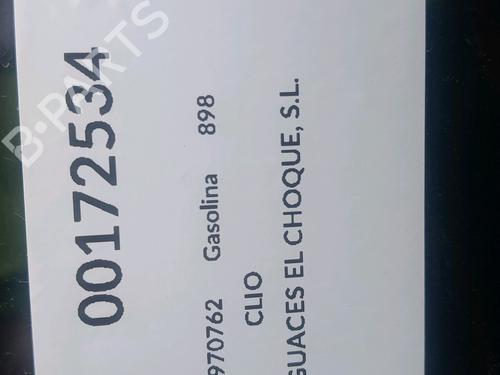 00172534
970762 Gasolina 898
CLIO
GUACES EL CHOQUE, S.L.
B-PARTS